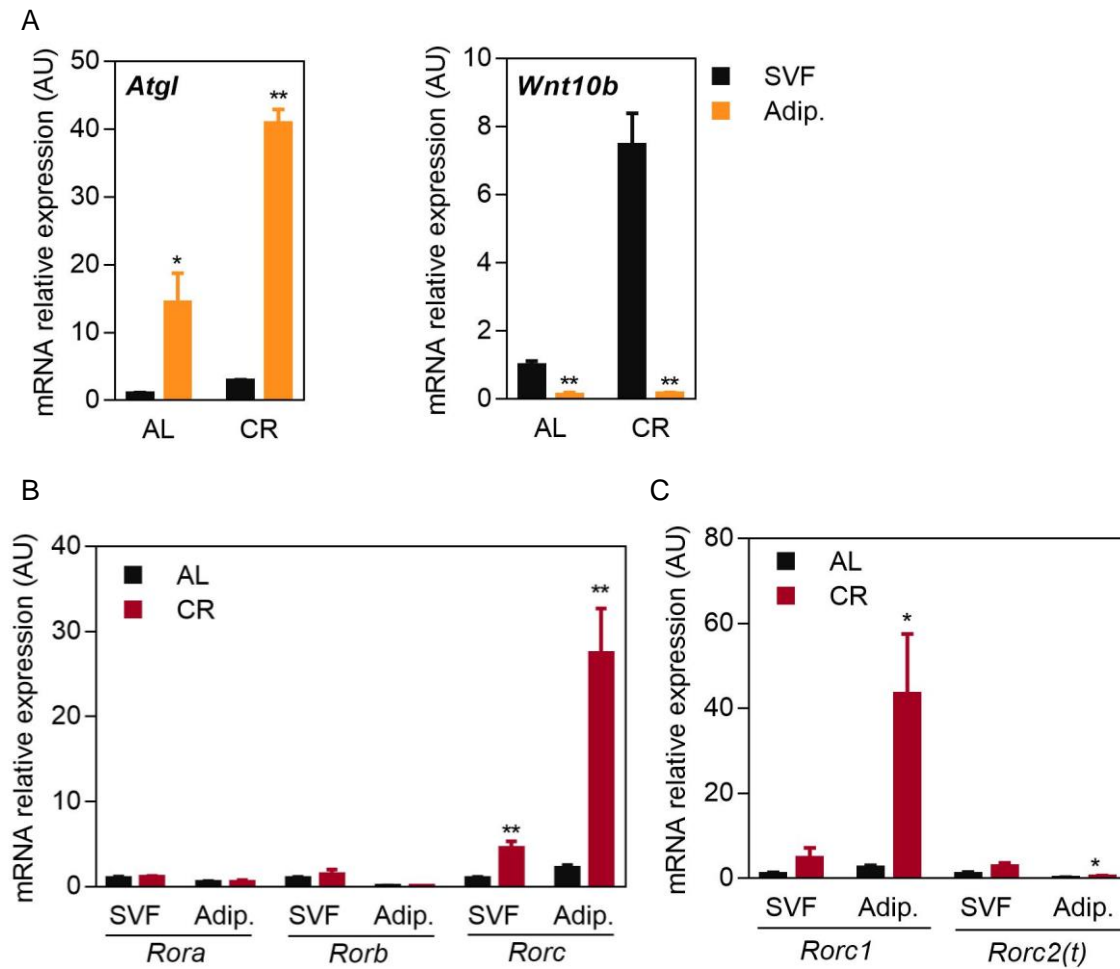 A
mRNA relative expression (AU)
50
40
30
20
10
0
Atgl
*
**
AL CR
mRNA relative expression (AU)
10
8
6
4
2
0
Wnt10b
**
**
AL CR
SVF
Adip.
B
mRNA relative expression (AU)
40
30
20
10
0
AL
CR
**
**
SVF Adip. SVF Adip. SVF Adip.
Rora Rorb Rorc
C
mRNA relative expression (AU)
80
60
40
20
0
AL
CR
*
*
SVF Adip. SVF Adip.
Rorc1 Rorc2(t)